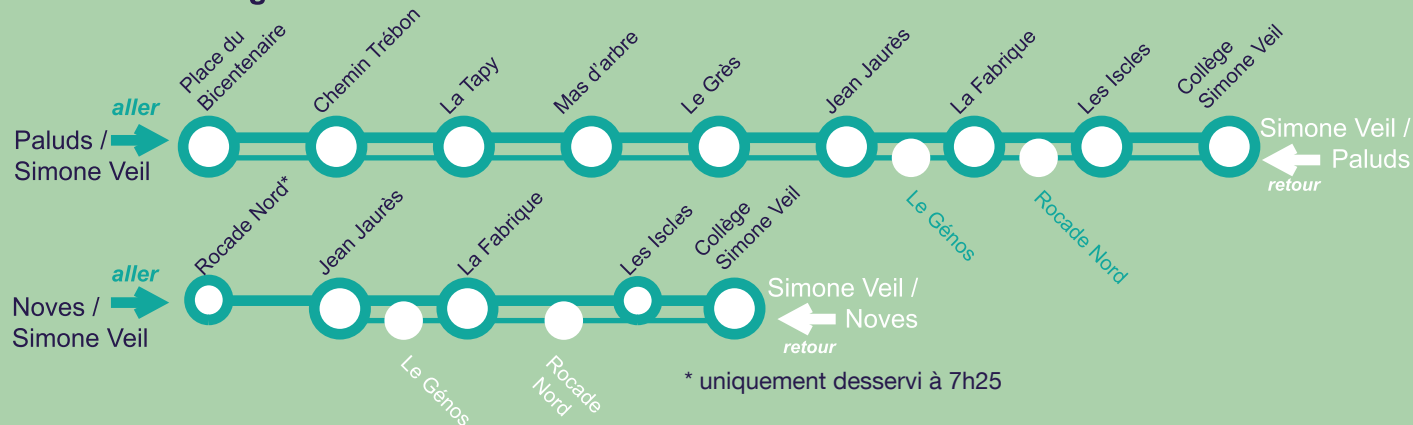 Place du
Bicentenaire
Chemin Trébon
La Tapy
Mas d'arbre
Le Grès
Jean Jaurès
La Fabrique
Les Iscles
Collège
Simone Veil
aller
Paluds /
Simone Veil
Simone Veil /
Paluds
retour
Le Génos
Rocade Nord
Rocade Nord*
Jean Jaurès
La Fabrique
Les Iscles
Collège
Simone Veil
aller
Noves /
Simone Veil
Simone Veil /
Noves
retour
Le Génos
Rocade
Nord
* uniquement desservi à 7h25